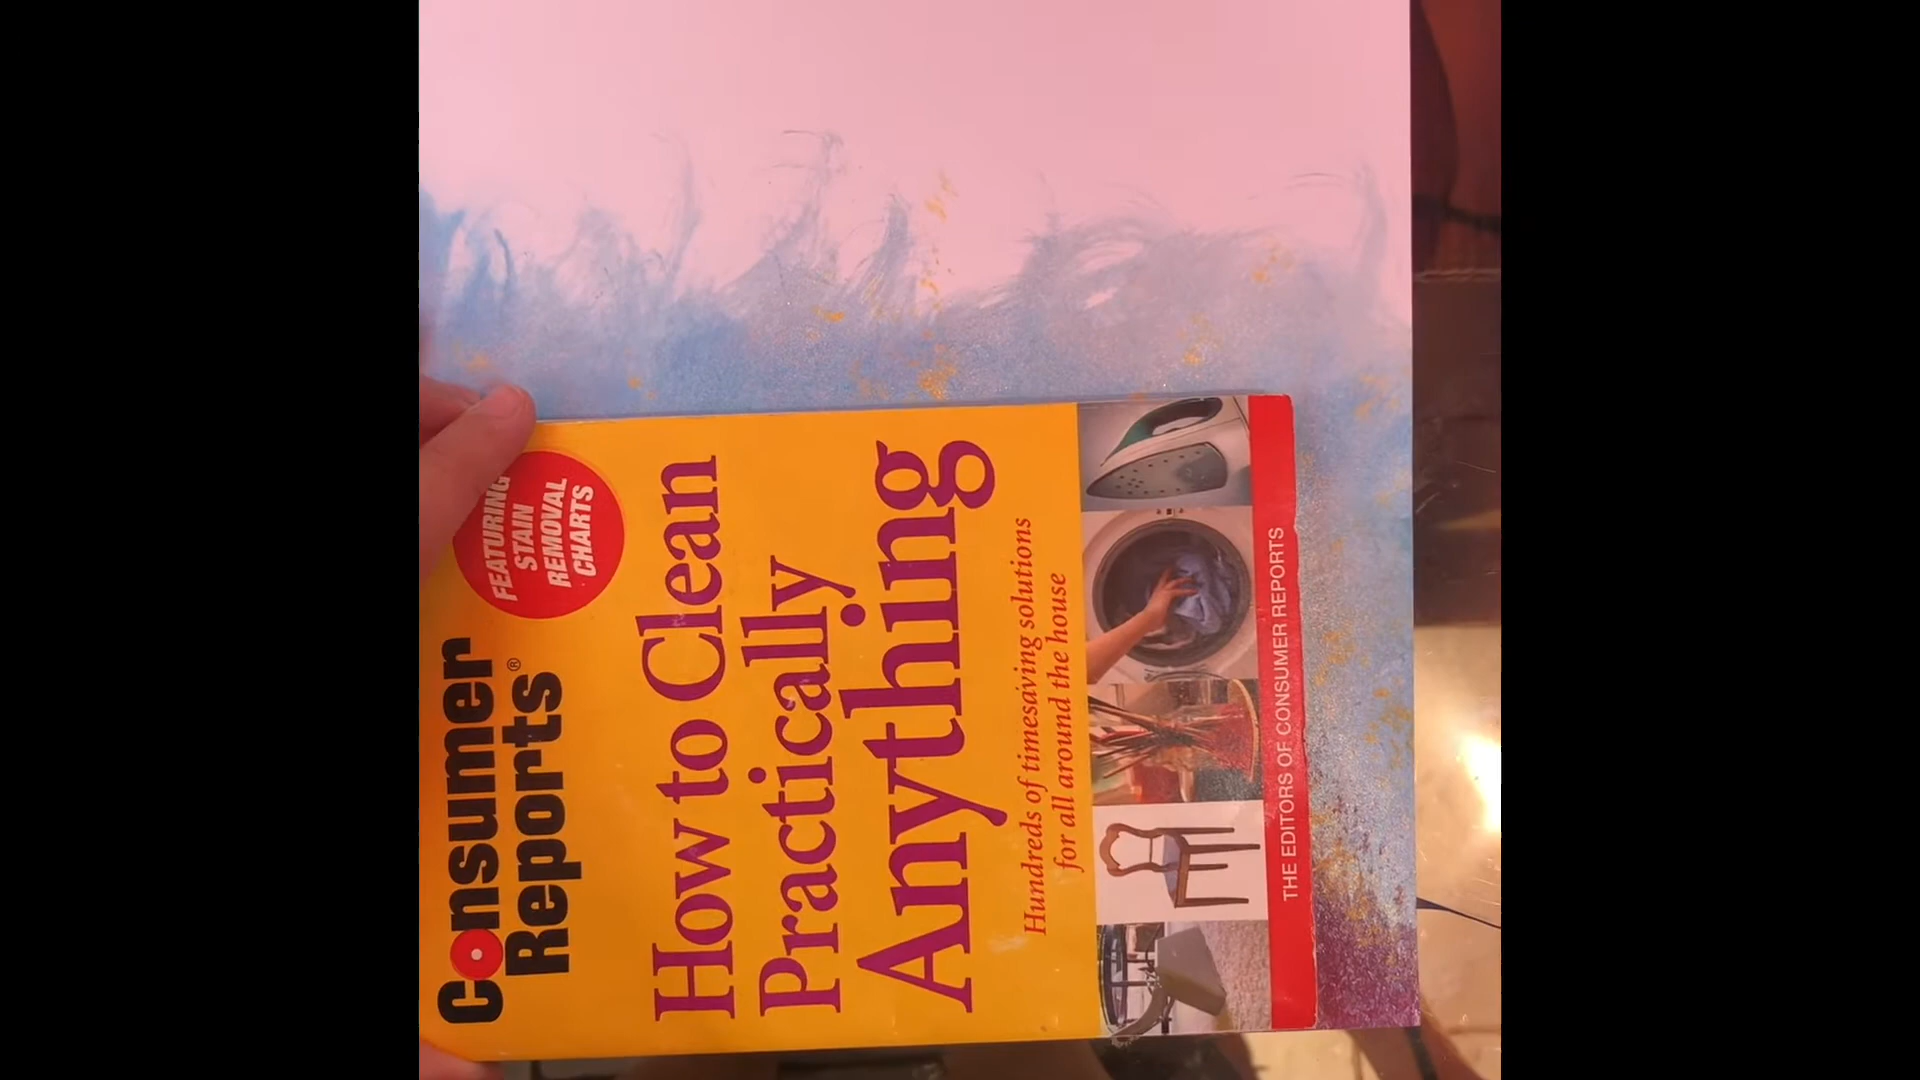 Consumer
Reports®
FEATURING
STAIN
REMOVAL
CHARTS
How to Clean
Practically
Anything
Hundreds of timesaving solutions
for all around the house
THE EDITORS OF CONSUMER REPORTS